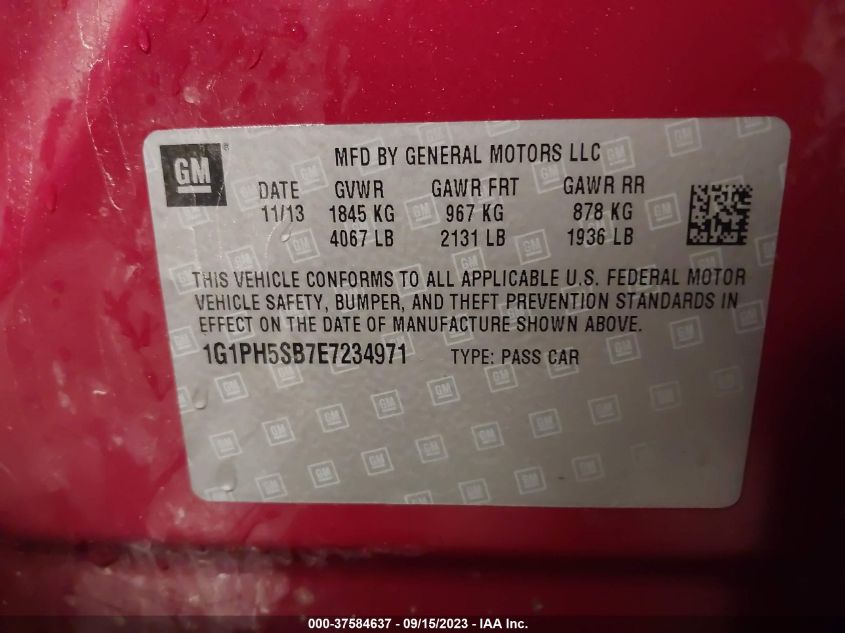 GM
MFD BY GENERAL MOTORS LLC
DATE GVWR GAWR FRT GAWR RR
11/13 1845 KG 967 KG 878 KG
4067 LB 2131 LB 1936 LB
THIS VEHICLE CONFORMS TO ALL APPLICABLE U.S. FEDERAL MOTOR
VEHICLE SAFETY, BUMPER, AND THEFT PREVENTION STANDARDS IN
EFFECT ON THE DATE OF MANUFACTURE SHOWN ABOVE.
1G1PH5SB7E7234971 TYPE: PASS CAR
000-37584637 - 09/15/2023 - IAA Inc.